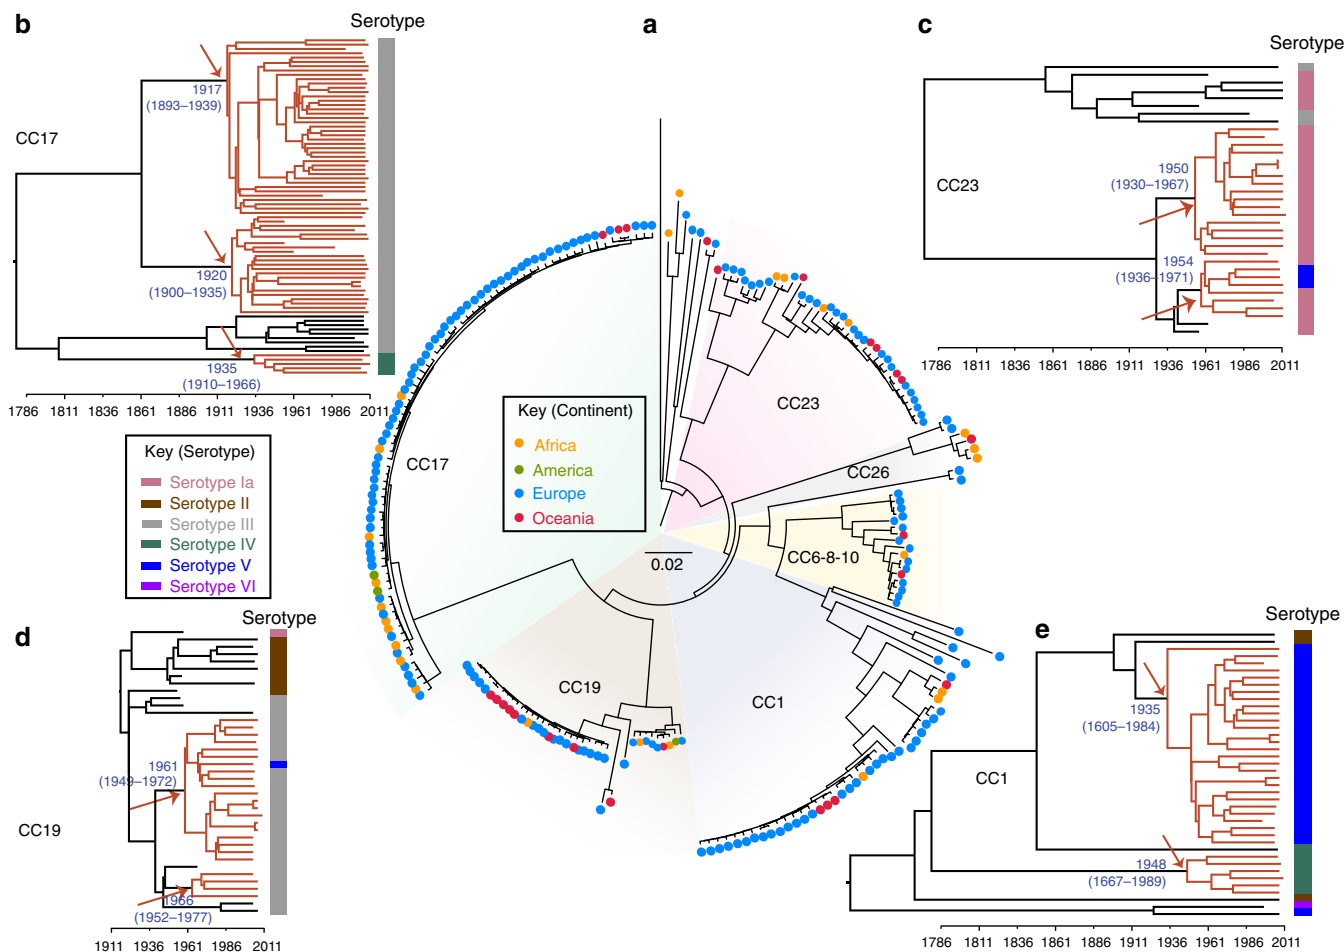 b
Serotype
1917
(1893–1939)
CC17
1920
(1900–1935)
1935
(1910–1966)
1786 1811 1836 1861 1886 1911 1936 1961 1986 2011
a
CC17
CC23
CC26
CC6-8-10
CC1
CC19
0.02
Key (Continent)
Africa
America
Europe
Oceania
c
Serotype
1950
(1930–1967)
CC23
1954
(1936–1971)
1786 1811 1836 1861 1886 1911 1936 1961 1986 2011
Key (Serotype)
Serotype Ia
Serotype II
Serotype III
Serotype IV
Serotype V
Serotype VI
d
Serotype
1961
(1949–1972)
CC19
1966
(1952–1977)
1911 1936 1961 1986 2011
e
Serotype
1935
(1605–1984)
CC1
1948
(1667–1989)
1786 1811 1836 1861 1886 1911 1936 1961 1986 2011